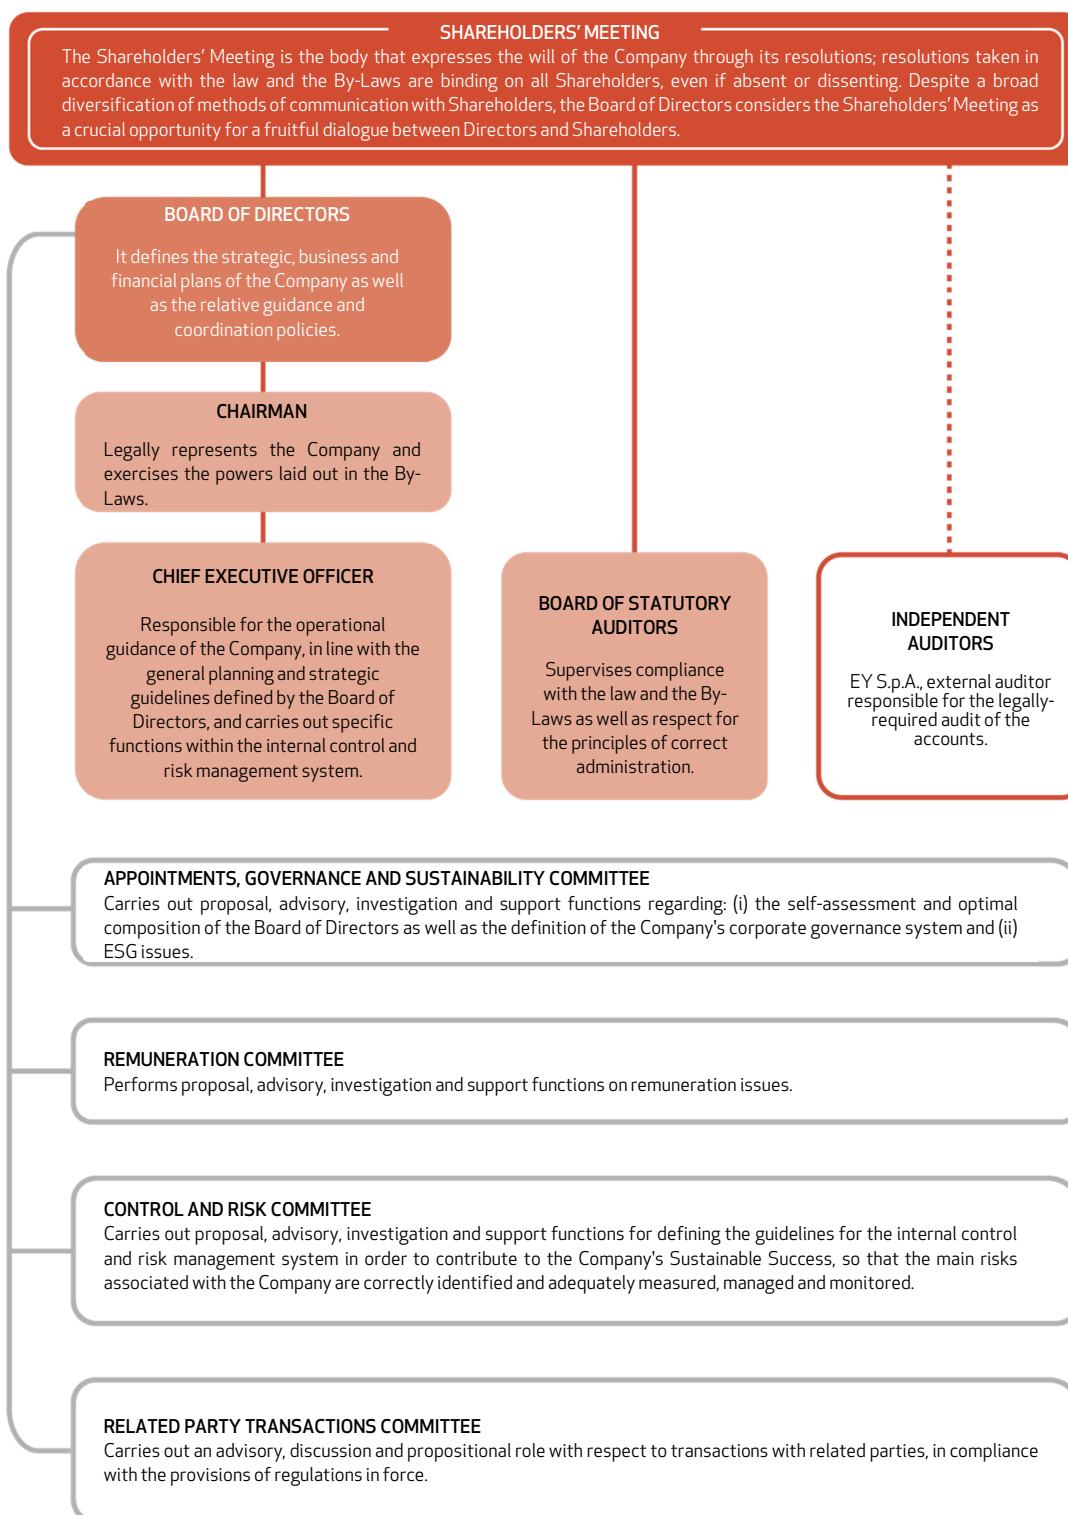 SHAREHOLDERS' MEETING
The Shareholders' Meeting is the body that expresses the will of the Company through its resolutions; resolutions taken in
accordance with the law and the By-Laws are binding on all Shareholders, even if absent or dissenting. Despite a broad
diversification of methods of communication with Shareholders, the Board of Directors considers the Shareholders' Meeting as
a crucial opportunity for a fruitful dialogue between Directors and Shareholders.
BOARD OF DIRECTORS
It defines the strategic, business and
financial plans of the Company as well
as the relative guidance and
coordination policies.
CHAIRMAN
Legally represents the Company and
exercises the powers laid out in the By-
Laws.
CHIEF EXECUTIVE OFFICER
Responsible for the operational
guidance of the Company, in line with the
general planning and strategic
guidelines defined by the Board of
Directors, and carries out specific
functions within the internal control and
risk management system.
BOARD OF STATUTORY
AUDITORS
Supervises compliance
with the law and the By-
Laws as well as respect for
the principles of correct
administration.
INDEPENDENT
AUDITORS
EY S.p.A., external auditor
responsible for the legally-
required audit of the
accounts.
APPOINTMENTS, GOVERNANCE AND SUSTAINABILITY COMMITTEE
Carries out proposal, advisory, investigation and support functions regarding: (i) the self-assessment and optimal
composition of the Board of Directors as well as the definition of the Company's corporate governance system and (ii)
ESG issues.
REMUNERATION COMMITTEE
Performs proposal, advisory, investigation and support functions on remuneration issues.
CONTROL AND RISK COMMITTEE
Carries out proposal, advisory, investigation and support functions for defining the guidelines for the internal control
and risk management system in order to contribute to the Company's Sustainable Success, so that the main risks
associated with the Company are correctly identified and adequately measured, managed and monitored.
RELATED PARTY TRANSACTIONS COMMITTEE
Carries out an advisory, discussion and propositional role with respect to transactions with related parties, in compliance
with the provisions of regulations in force.